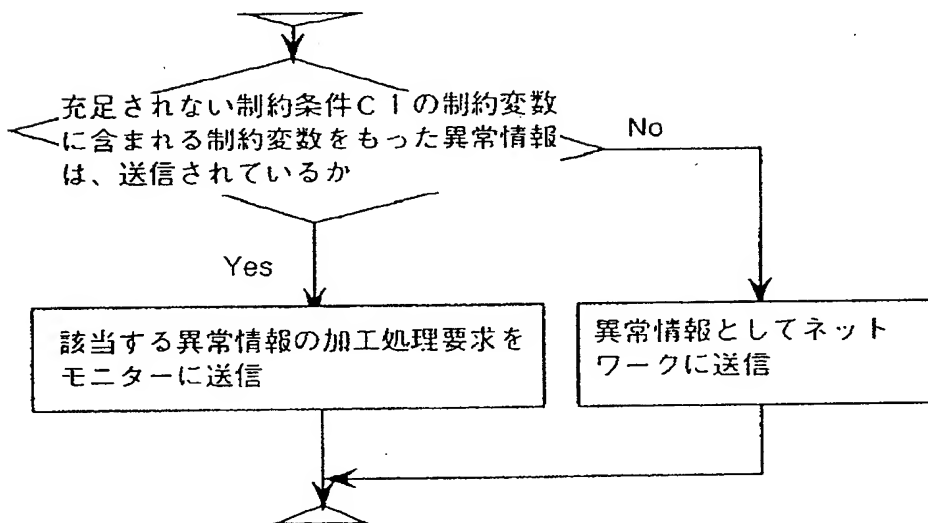 充足されない制約条件C1の制約変数
に含まれる制約変数をもった異常情報
は、送信されているか
No
Yes
該当する異常情報の加工処理要求を
モニターに送信
異常情報としてネット
ワークに送信